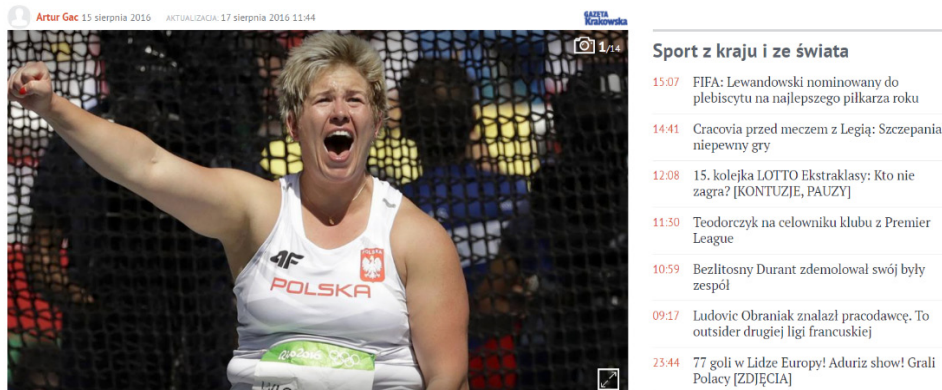 Artur Gac 15 sierpnia 2016 AKTUALIZACJA: 17 sierpnia 2016 11:44
GAZETA
Krakowska
1/14
4F
POLSKA
POLSKA
Rio2016
Sport z kraju i ze świata
15:07 FIFA: Lewandowski nominowany do
plebiscytu na najlepszego piłkarza roku
14:41 Cracovia przed meczem z Legią: Szczepania
niepewny gry
12:08 15. kolejka LOTTO Ekstraklasy: Kto nie
zagra? [KONTUZJE, PAUZY]
11:30 Teodorczyk na celowniku klubu z Premier
League
10:59 Bezlitosny Durant zdemolował swój były
zespół
09:17 Ludovic Obraniak znalazł pracodawcę. To
outsider drugiej ligi francuskiej
23:44 77 goli w Lidze Europy! Aduriz show! Grali
Polacy [ZDJĘCIA]